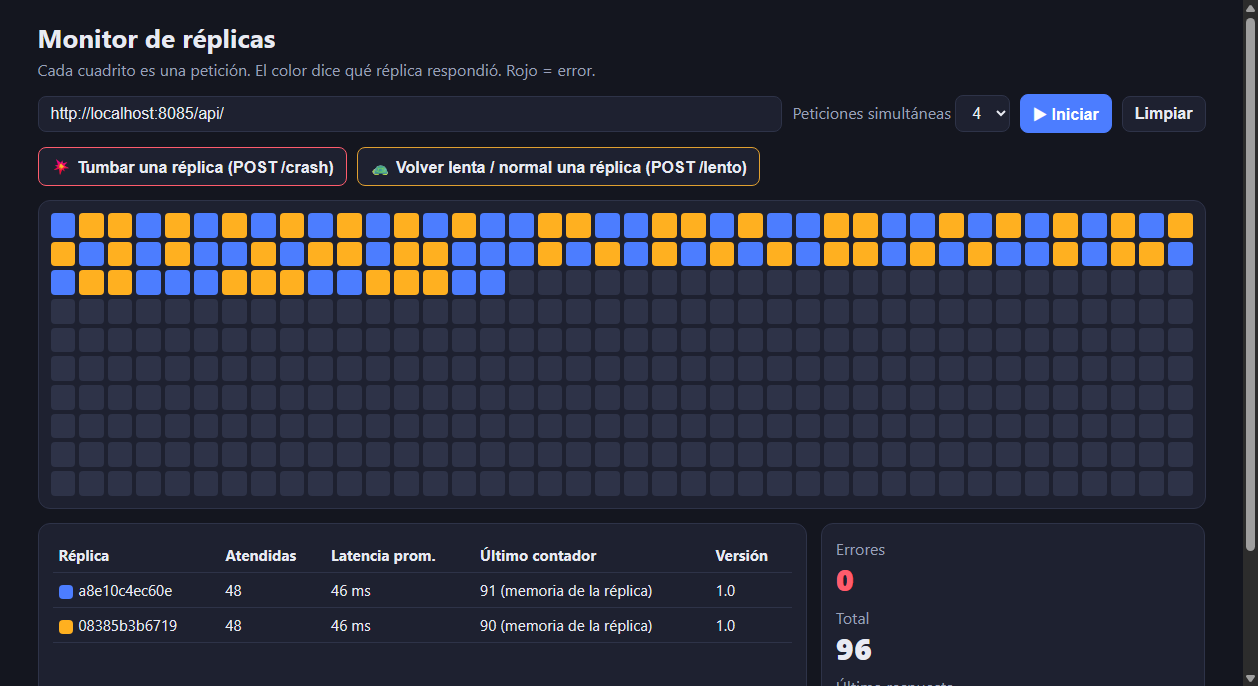 Monitor de réplicas
Cada cuadrito es una petición. El color dice qué réplica respondió. Rojo = error.
http://localhost:8085/api/ Peticiones simultáneas 4 ▶ Iniciar Limpiar
💥 Tumbar una réplica (POST /crash) 🐢 Volver lenta / normal una réplica (POST /lento)
Réplica Atendidas Latencia prom. Último contador Versión
a8e10c4ec60e 48 46 ms 91 (memoria de la réplica) 1.0
08385b3b6719 48 46 ms 90 (memoria de la réplica) 1.0
Errores
0
Total
96